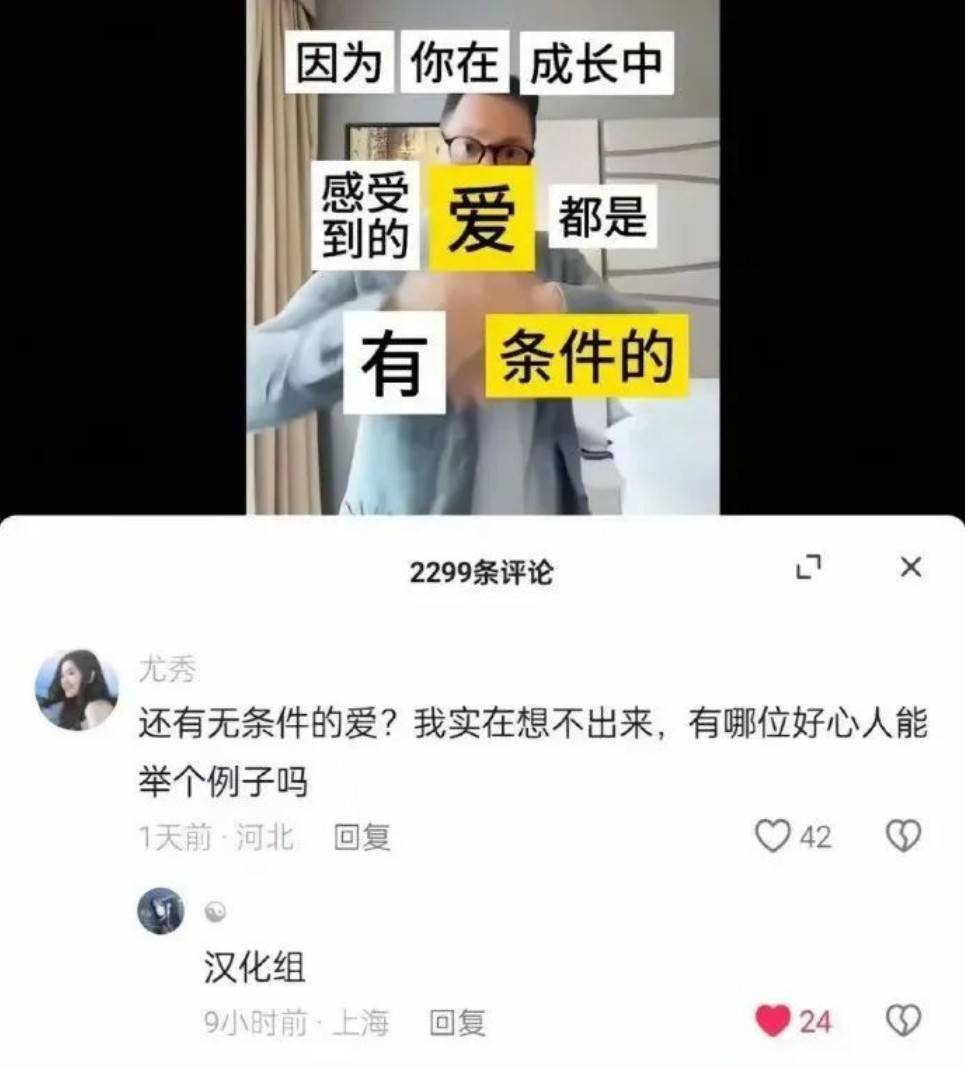 因为 你在 成长中
感受
到的 爱 都是
有 条件的
2299条评论
尤秀
还有无条件的爱？我实在想不出来，有哪位好心人能
举个例子吗
1天前·河北 回复 42
☯
汉化组
9小时前·上海 回复 24